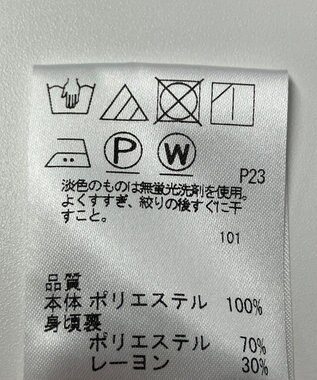 P W
P23
淡色のものは無蛍光洗剤を使用。
よくすすぎ、絞りの後すぐに干
すこと。
101
品質
本体 ポリエステル 100%
身頃裏
ポリエステル 70%
レーヨン 30%